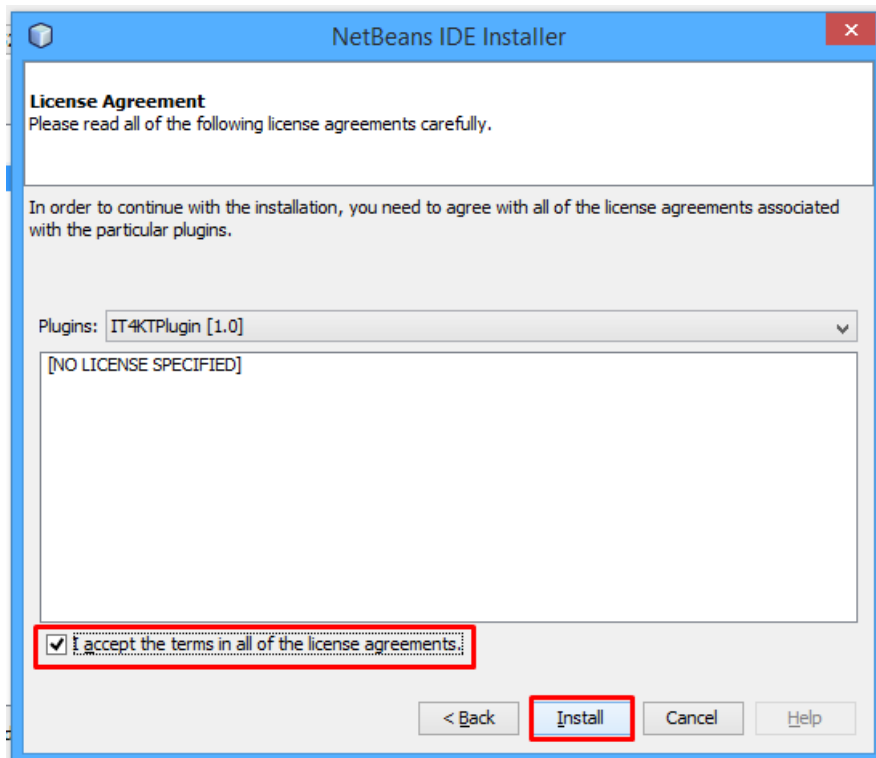 NetBeans IDE Installer
License Agreement
Please read all of the following license agreements carefully.
In order to continue with the installation, you need to agree with all of the license agreements associated
with the particular plugins.
Plugins: IT4KTPlugin [1.0]
[NO LICENSE SPECIFIED]
I accept the terms in all of the license agreements.
< Back Install Cancel Help